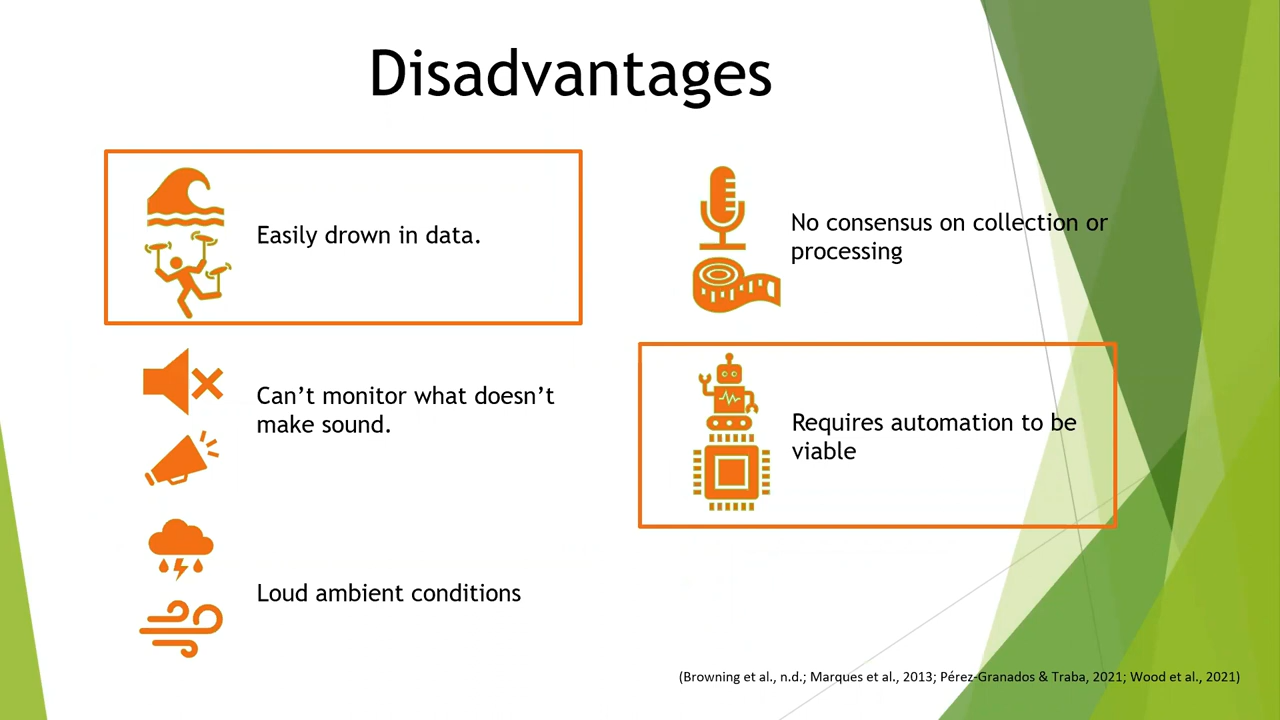 Disadvantages
Easily drown in data.
Can’t monitor what doesn’t
make sound.
Loud ambient conditions
No consensus on collection or
processing
Requires automation to be
viable
(Browning et al., n.d.; Marques et al., 2013; Pérez-Granados & Traba, 2021; Wood et al., 2021)